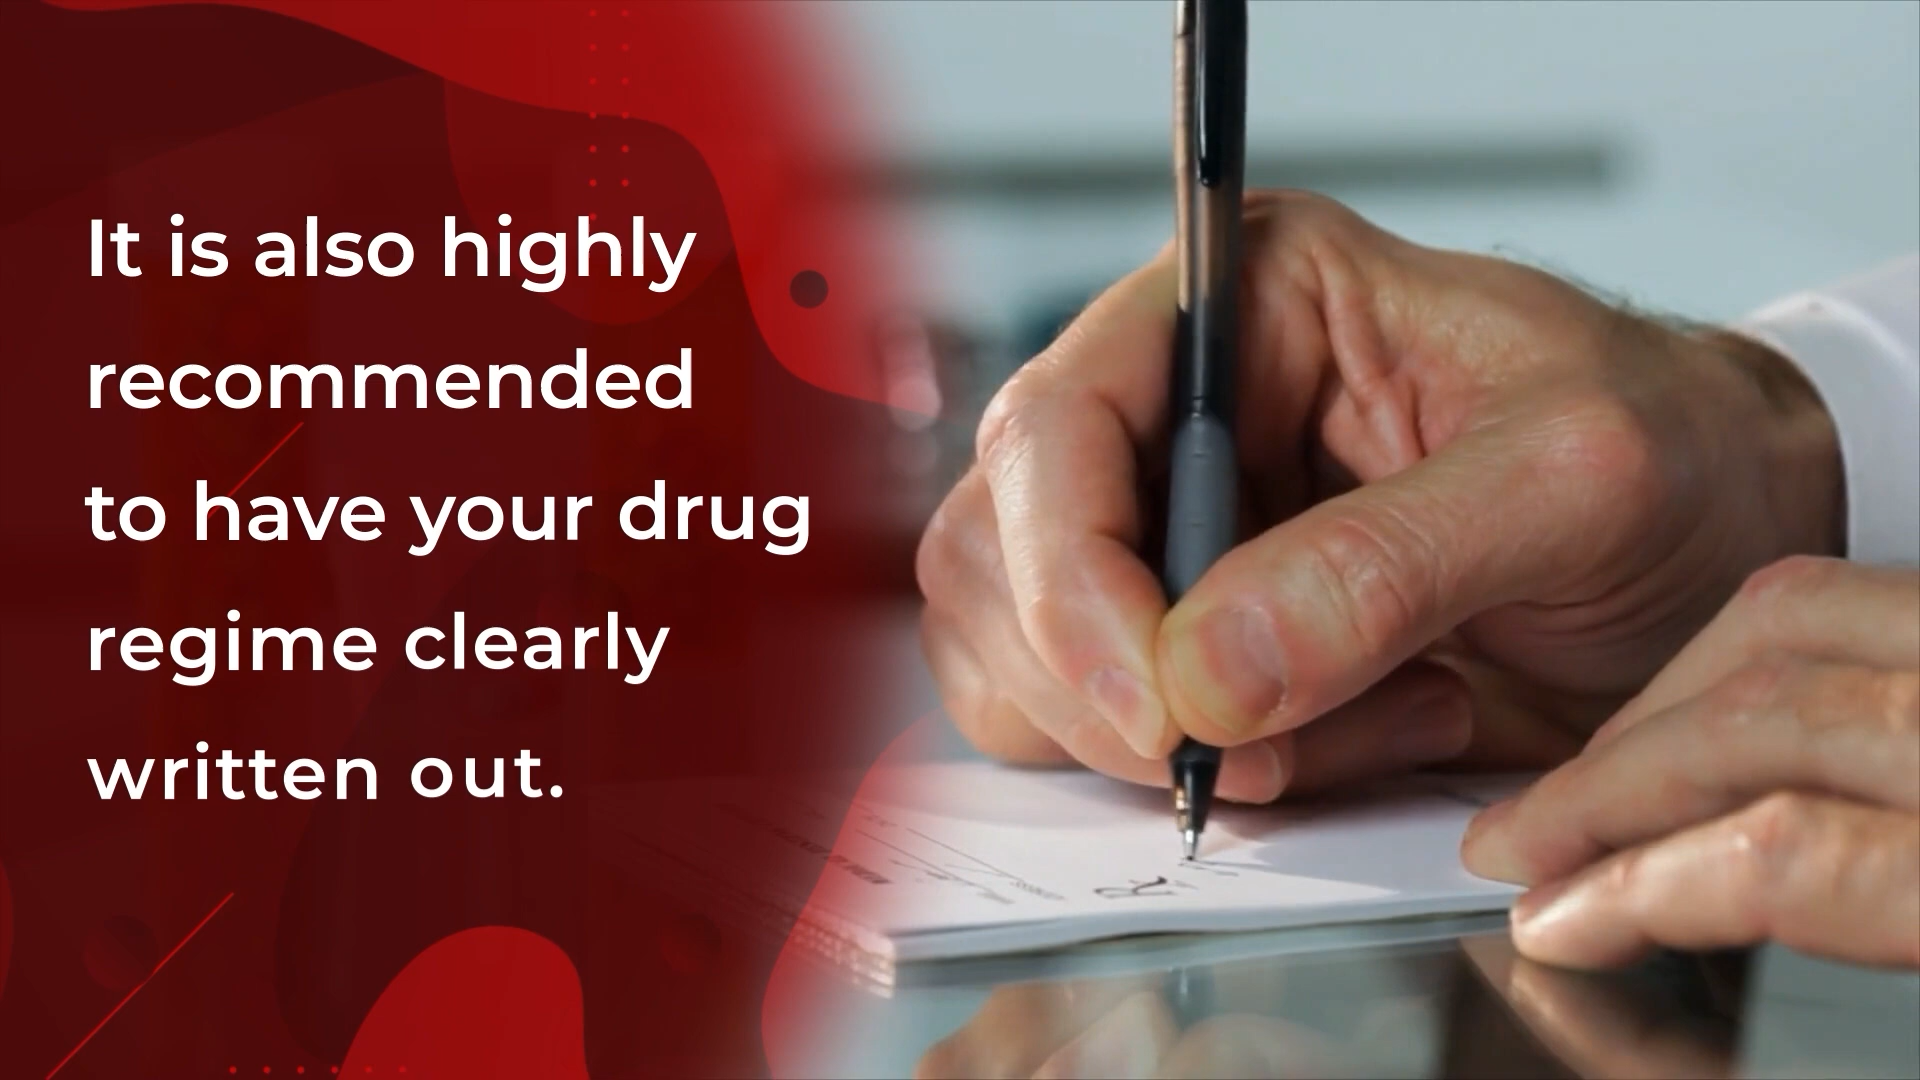 It is also highly
recommended
to have your drug
regime clearly
written out.